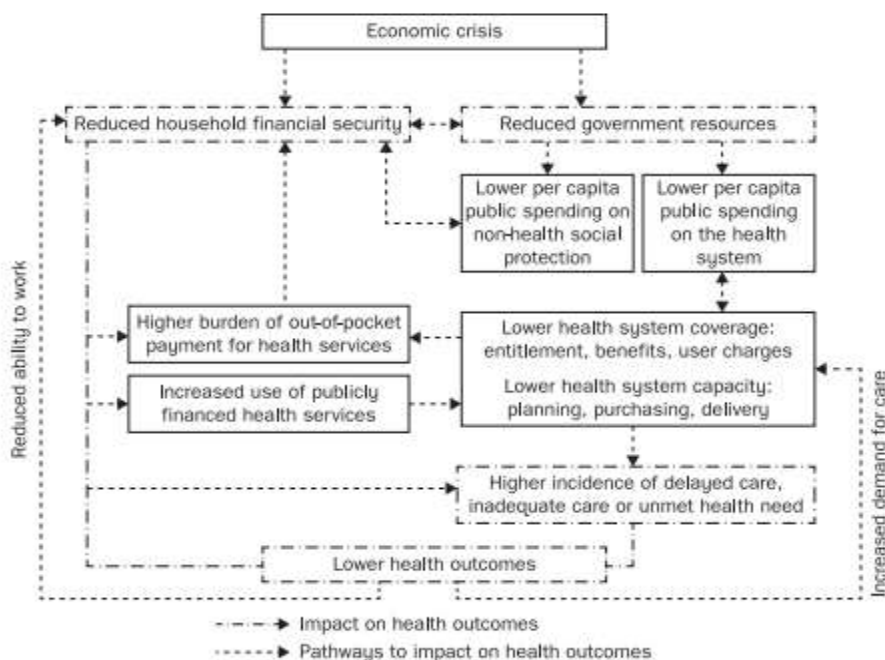 Economic crisis
Reduced household financial security
Reduced government resources
Lower per capita
public spending on
non-health social
protection
Lower per capita
public spending
on the health
system
Higher burden of out-of-pocket
payment for health services
Lower health system coverage:
entitlement, benefits, user charges
Increased use of publicly
financed health services
Lower health system capacity:
planning, purchasing, delivery
Reduced ability to work
Higher incidence of delayed care,
inadequate care or unmet health need
Increased demand for care
Lower health outcomes
Impact on health outcomes
Pathways to impact on health outcomes